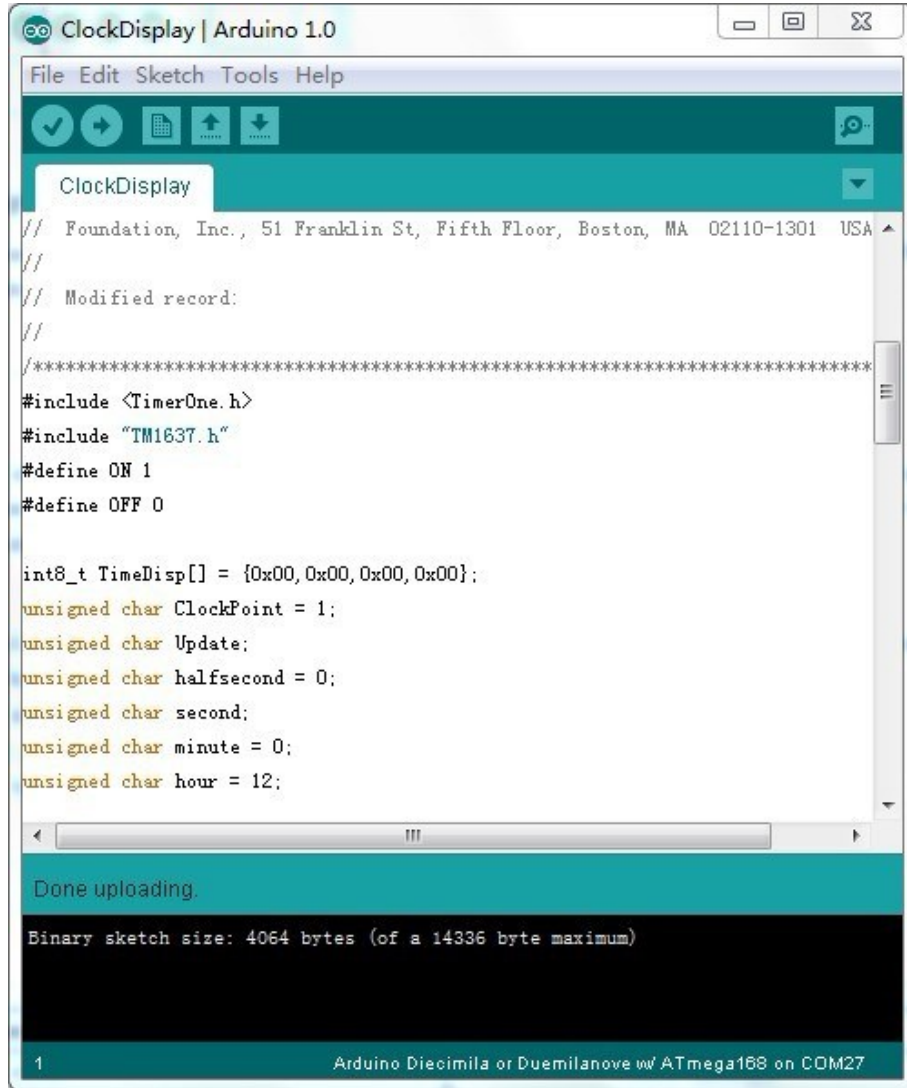 ClockDisplay | Arduino 1.0
File Edit Sketch Tools Help
ClockDisplay
// Foundation, Inc., 51 Franklin St, Fifth Floor, Boston, MA 02110-1301 USA
//
// Modified record:
//
/*******************************************************************************
#include <TimerOne.h>
#include "TM1637.h"
#define ON 1
#define OFF 0
int8_t TimeDisp[] = {0x00,0x00,0x00,0x00};
unsigned char ClockPoint = 1;
unsigned char Update;
unsigned char halfsecond = 0;
unsigned char second;
unsigned char minute = 0;
unsigned char hour = 12;
Done uploading.
Binary sketch size: 4064 bytes (of a 14336 byte maximum)
1
Arduino Diecimila or Duemilanove w/ ATmega168 on COM27